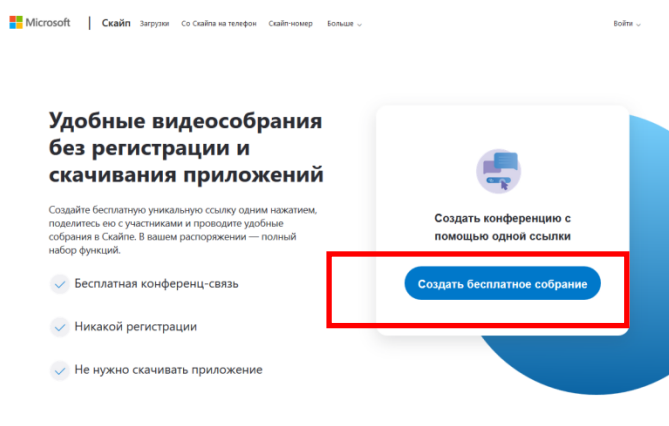 Microsoft Скайп Загрузки Со Скайпа на телефон Скайп-номер Больше Войти
Удобные видеособрания
без регистрации и
скачивания приложений
Создайте бесплатную уникальную ссылку одним нажатием,
поделитесь ею с участниками и проводите удобные
собрания в Скайпе. В вашем распоряжении — полный
набор функций.
Бесплатная конференц-связь
Никакой регистрации
Не нужно скачивать приложение
Создать конференцию с
помощью одной ссылки
Создать бесплатное собрание